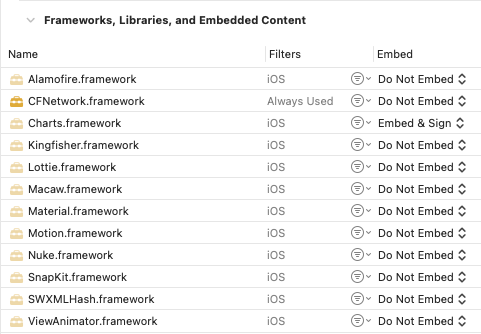 Frameworks, Libraries, and Embedded Content
Name Filters Embed
Alamofire.framework iOS Do Not Embed
CFNetwork.framework Always Used Do Not Embed
Charts.framework iOS Embed & Sign
Kingfisher.framework iOS Do Not Embed
Lottie.framework iOS Do Not Embed
Macaw.framework iOS Do Not Embed
Material.framework iOS Do Not Embed
Motion.framework iOS Do Not Embed
Nuke.framework iOS Do Not Embed
SnapKit.framework iOS Do Not Embed
SWXMLHash.framework iOS Do Not Embed
ViewAnimator.framework iOS Do Not Embed